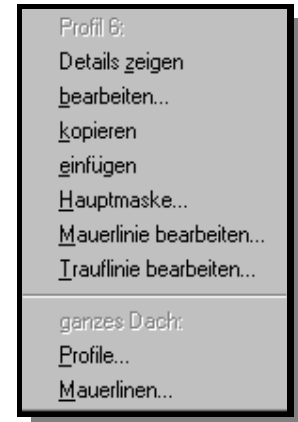 Profil 6:
Details zeigen
bearbeiten...
kopieren
einfügen
Hauptmaske...
Mauerlinie bearbeiten...
Trauflinie bearbeiten...
ganzes Dach:
Profile...
Mauerlinen...